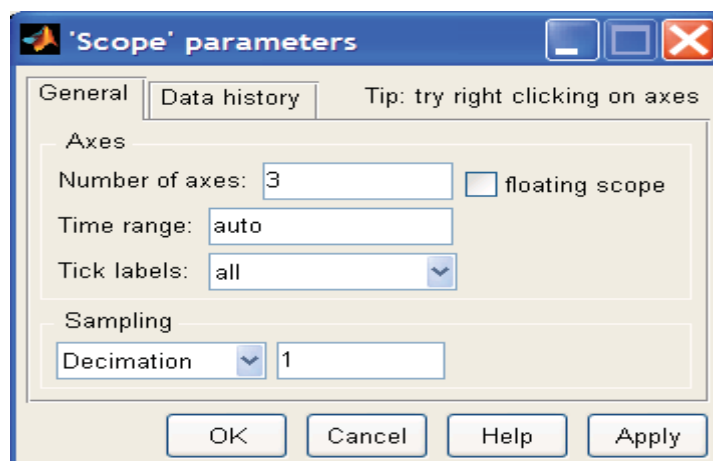 'Scope' parameters
General Data history Tip: try right clicking on axes
Axes
Number of axes: 3 floating scope
Time range: auto
Tick labels: all
Sampling
Decimation 1
OK Cancel Help Apply